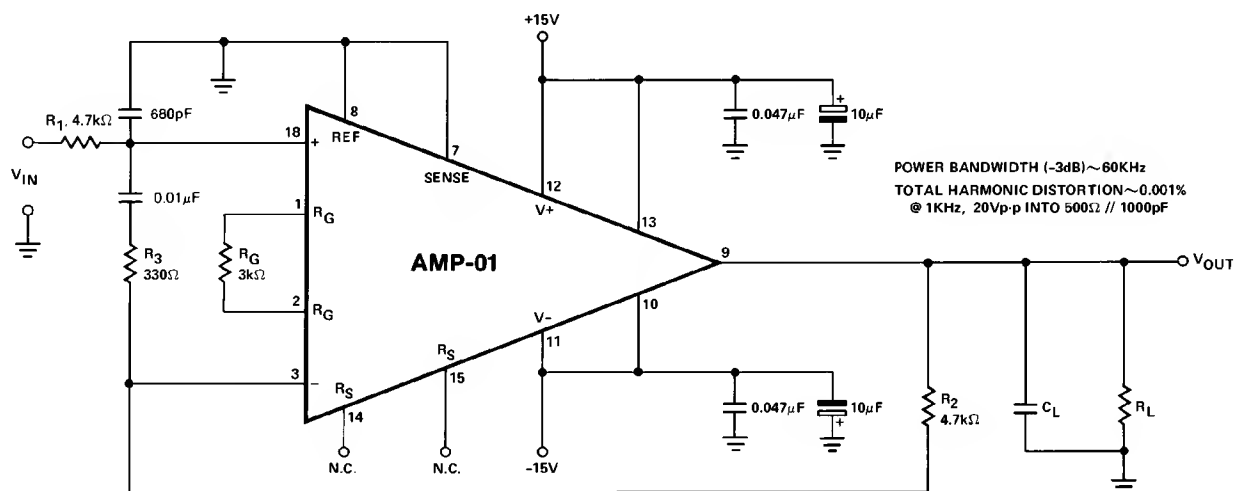 +15V
R1, 4.7kΩ
680pF
VIN
18
+
8
REF
7
SENSE
12
V+
13
0.047μF
+
10μF
POWER BANDWIDTH (-3dB)~60KHz
TOTAL HARMONIC DISTORTION~0.001%
@ 1KHz, 20Vp-p INTO 500Ω // 1000pF
0.01μF
R3
330Ω
1
RG
RG
3kΩ
2
RG
AMP-01
9
VOUT
3
-
V-
11
10
RS
14
RS
15
N.C.
N.C.
-15V
0.047μF
10μF
+
R2
4.7kΩ
CL
RL